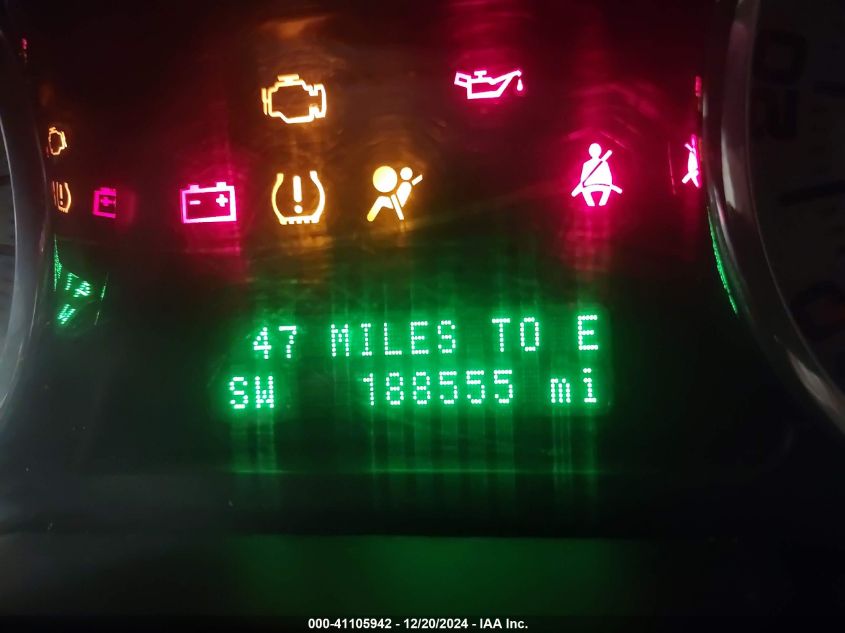 47 MILES TO E
SW 188555 mi
000-41105942 - 12/20/2024 - IAA Inc.